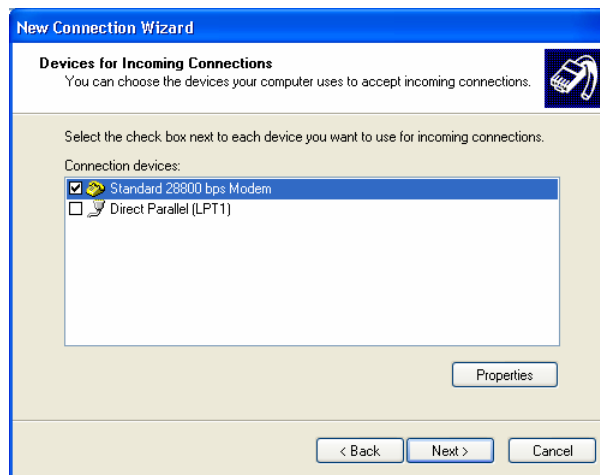 New Connection Wizard
Devices for Incoming Connections
You can choose the devices your computer uses to accept incoming connections.
Select the check box next to each device you want to use for incoming connections.
Connection devices:
Standard 28800 bps Modem
Direct Parallel (LPT1)
Properties
< Back Next > Cancel